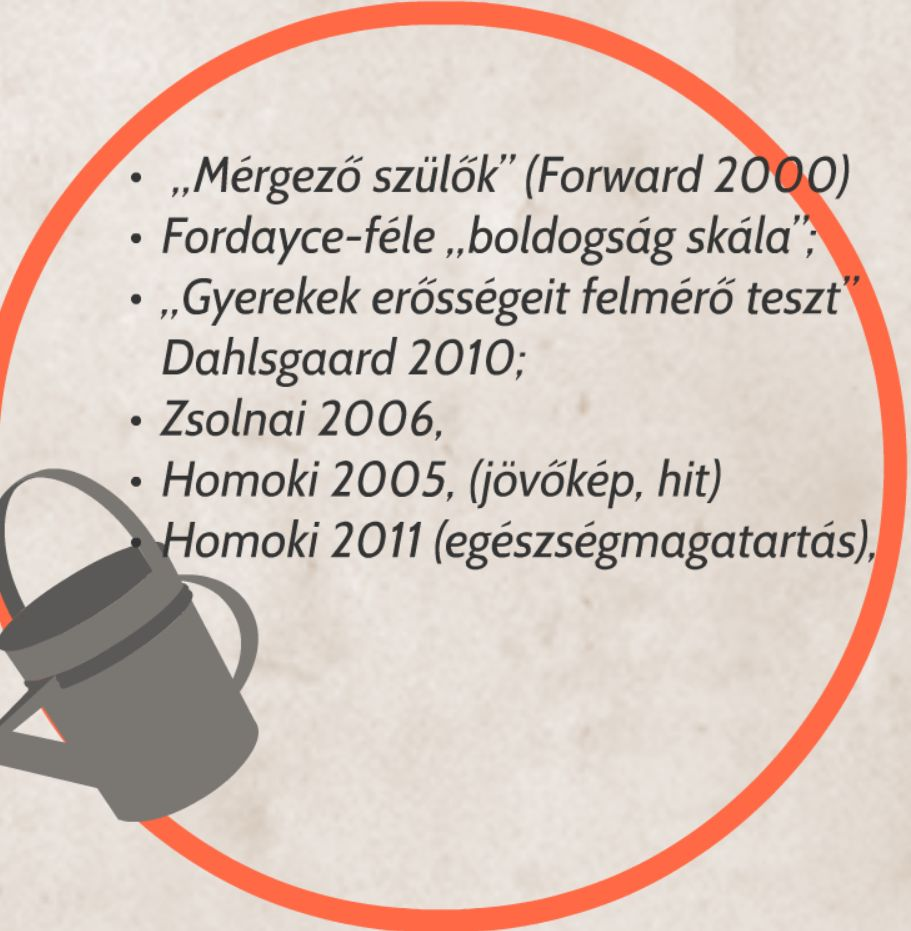 • „Mérgező szülők” (Forward 2000)
• Fordayce-féle „boldogság skála”;
• „Gyerekek erősségeit felmérő teszt”
Dahlsgaard 2010;
• Zsolnai 2006,
• Homoki 2005, (jövőkép, hit)
• Homoki 2011 (egészségmagatartás),